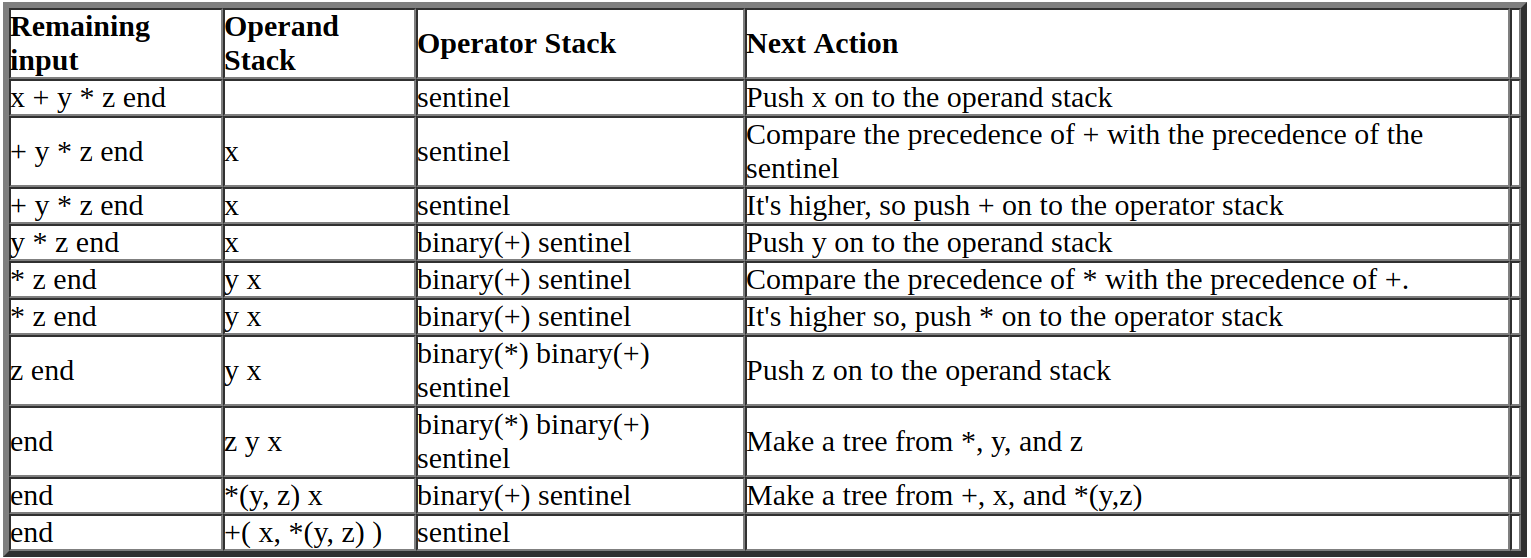 Remaining input Operand Stack Operator Stack Next Action
x + y * z end sentinel Push x on to the operand stack
+ y * z end x sentinel Compare the precedence of + with the precedence of the sentinel
+ y * z end x sentinel It's higher, so push + on to the operator stack
y * z end x binary(+) sentinel Push y on to the operand stack
* z end y x binary(+) sentinel Compare the precedence of * with the precedence of +.
* z end y x binary(+) sentinel It's higher so, push * on to the operator stack
z end y x binary(*) binary(+) sentinel Push z on to the operand stack
end z y x binary(*) binary(+) sentinel Make a tree from *, y, and z
end *(y, z) x binary(+) sentinel Make a tree from +, x, and *(y,z)
end +( x, *(y, z) ) sentinel